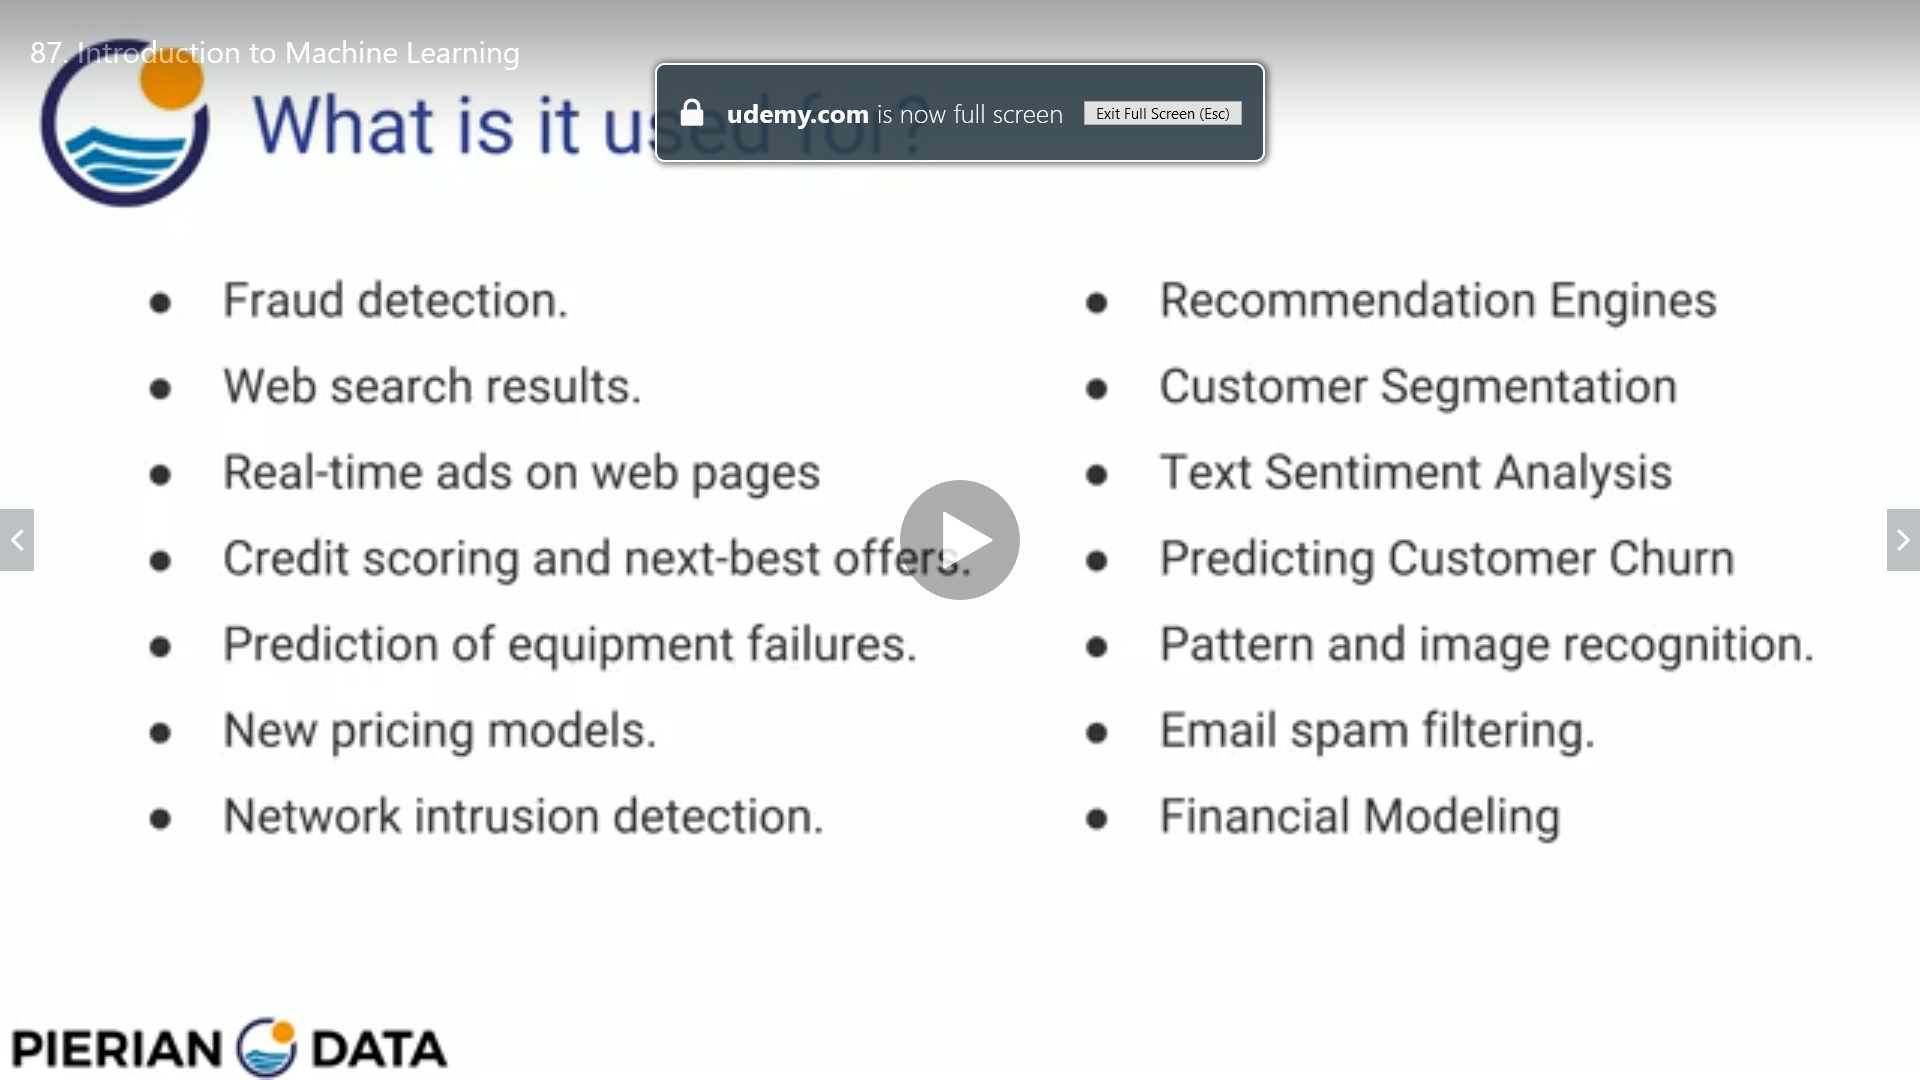 87. Introduction to Machine Learning
What is it used for?
udemy.com is now full screen
Exit Full Screen (Esc)
● Fraud detection.
● Web search results.
● Real-time ads on web pages
● Credit scoring and next-best offers.
● Prediction of equipment failures.
● New pricing models.
● Network intrusion detection.
● Recommendation Engines
● Customer Segmentation
● Text Sentiment Analysis
● Predicting Customer Churn
● Pattern and image recognition.
● Email spam filtering.
● Financial Modeling
PIERIAN DATA